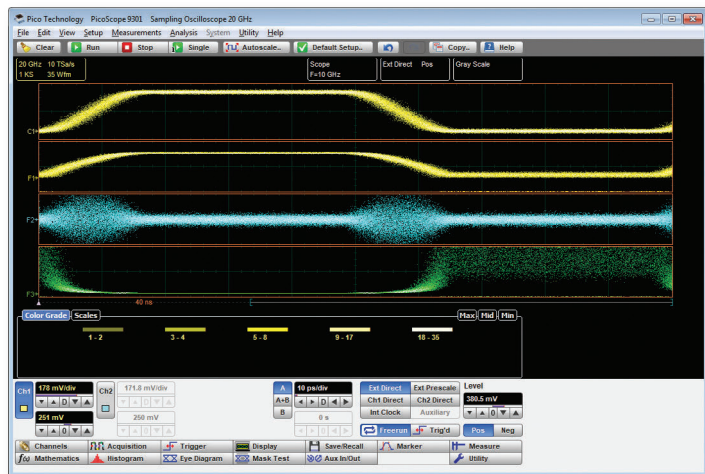 Pico Technology PicoScope 9301 Sampling Oscilloscope 20 GHz
File Edit View Setup Measurements Analysis System Utility Help
Clear Run Stop Single Autoscale... Default Setup... Copy... Help
20 GHz 10 TSa/s Scope Ext Direct Pos Gray Scale
1 KS 35 Wfm F=10 GHz
C1
F1
F2
F3
40 ns
Color Grade Scales Max Mid Min
1 - 2 3 - 4 5 - 8 9 - 17 18 - 35
Ch1 178 mV/div Ch2 171.8 mV/div A 10 ps/div Ext Direct Ext Prescale Level
D D A+B D Ch1 Direct Ch2 Direct 380.5 mV
251 mV 250 mV B 0 s Int Clock Auxiliary 0
0 0 0 Freerun Trig'd Pos Neg
Channels Acquisition Trigger Display Save/Recall Marker Measure
f(x) Mathematics Histogram Eye Diagram Mask Test Aux In/Out Utility